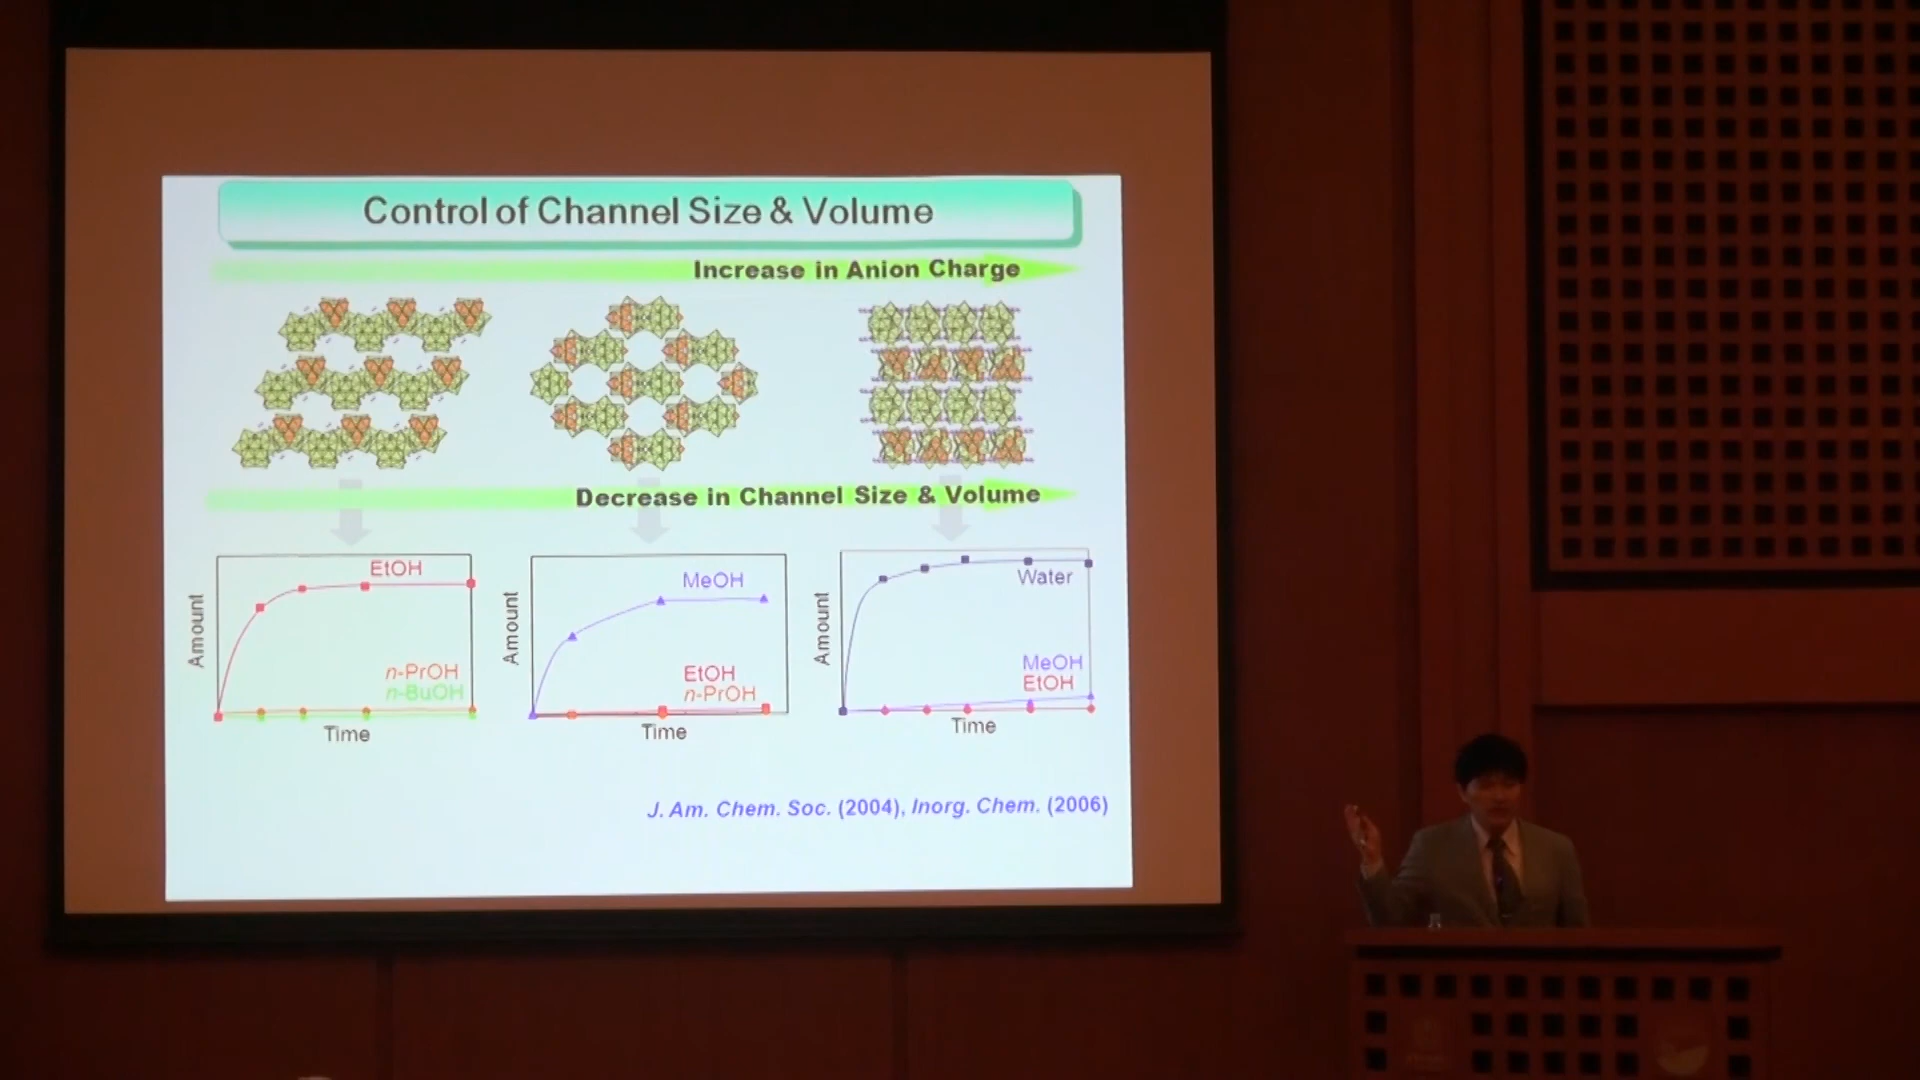 Control of Channel Size & Volume
Increase in Anion Charge
Decrease in Channel Size & Volume
EtOH
n-PrOH
n-BuOH
Amount
Time
MeOH
EtOH
n-PrOH
Amount
Time
Water
MeOH
EtOH
Amount
Time
J. Am. Chem. Soc. (2004), Inorg. Chem. (2006)